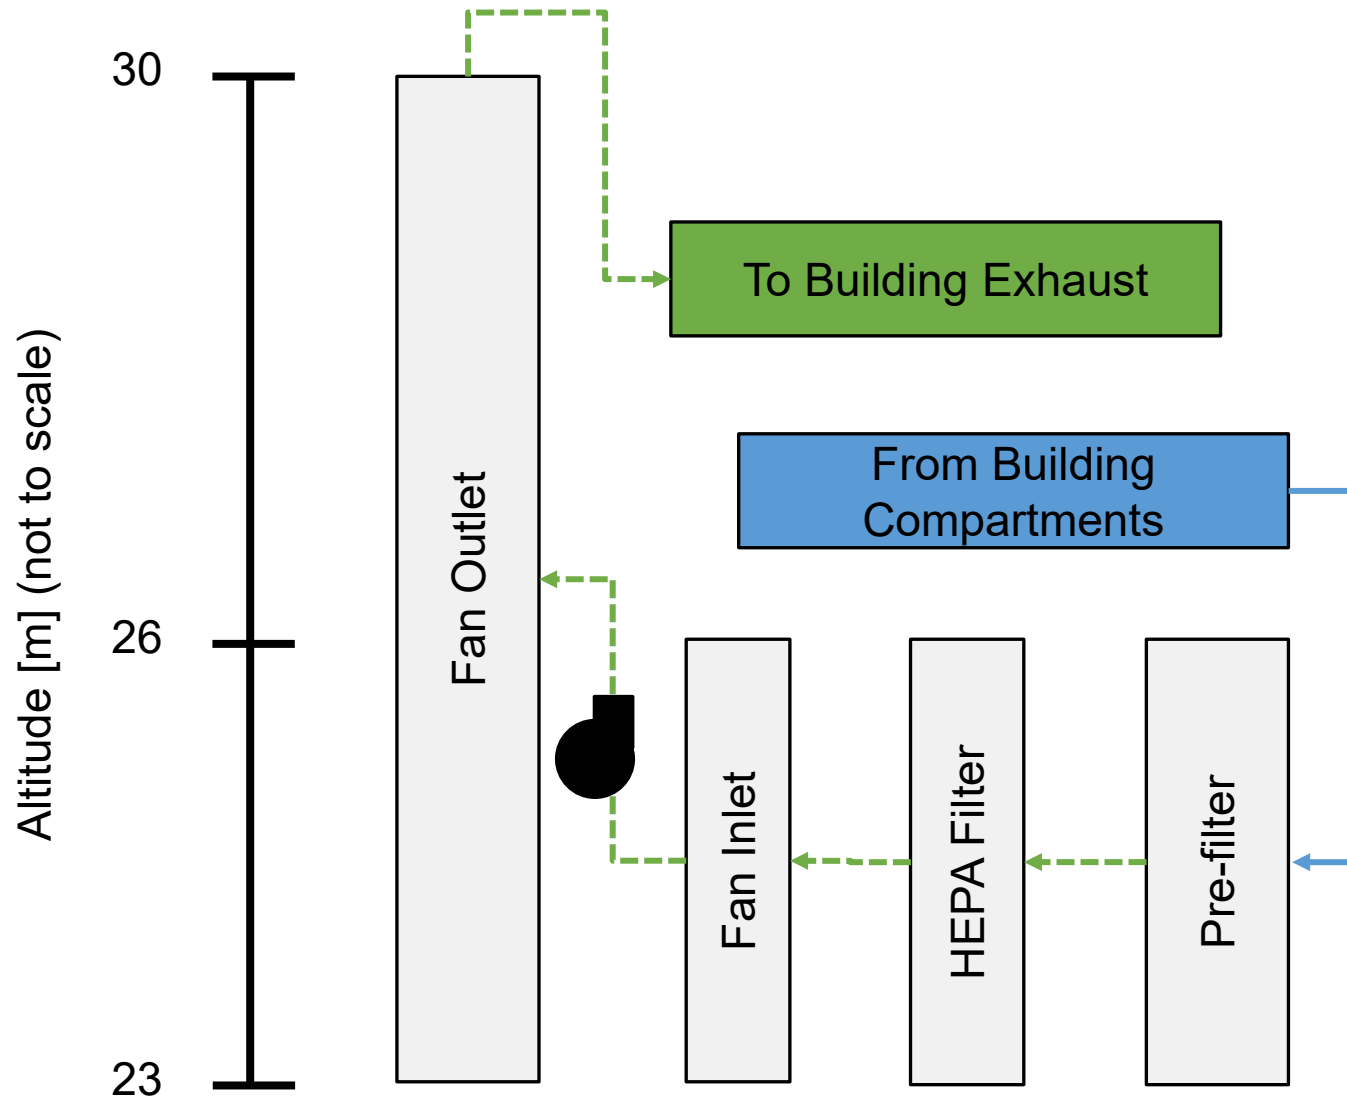 30
To Building Exhaust
From Building
Compartments
Altitude [m] (not to scale)
Fan Outlet
26
Fan Inlet
HEPA Filter
Pre-filter
23